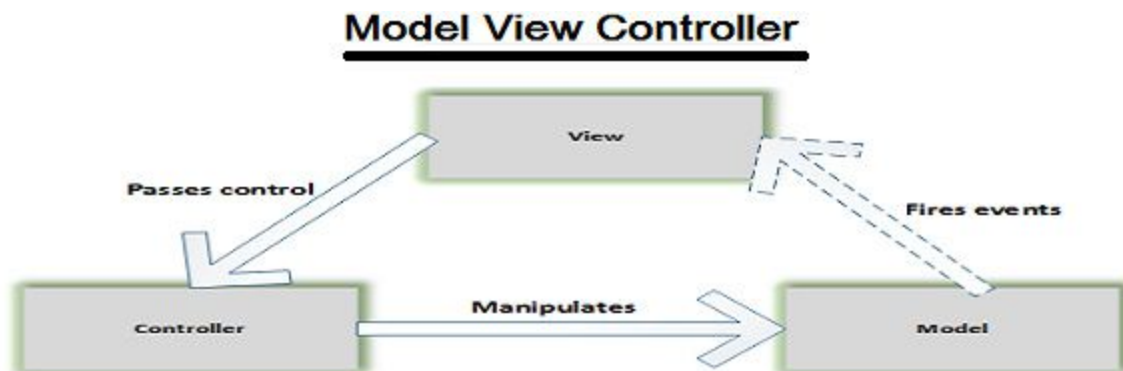 Model View Controller
View
Passes control
Fires events
Manipulates
Controller
Model